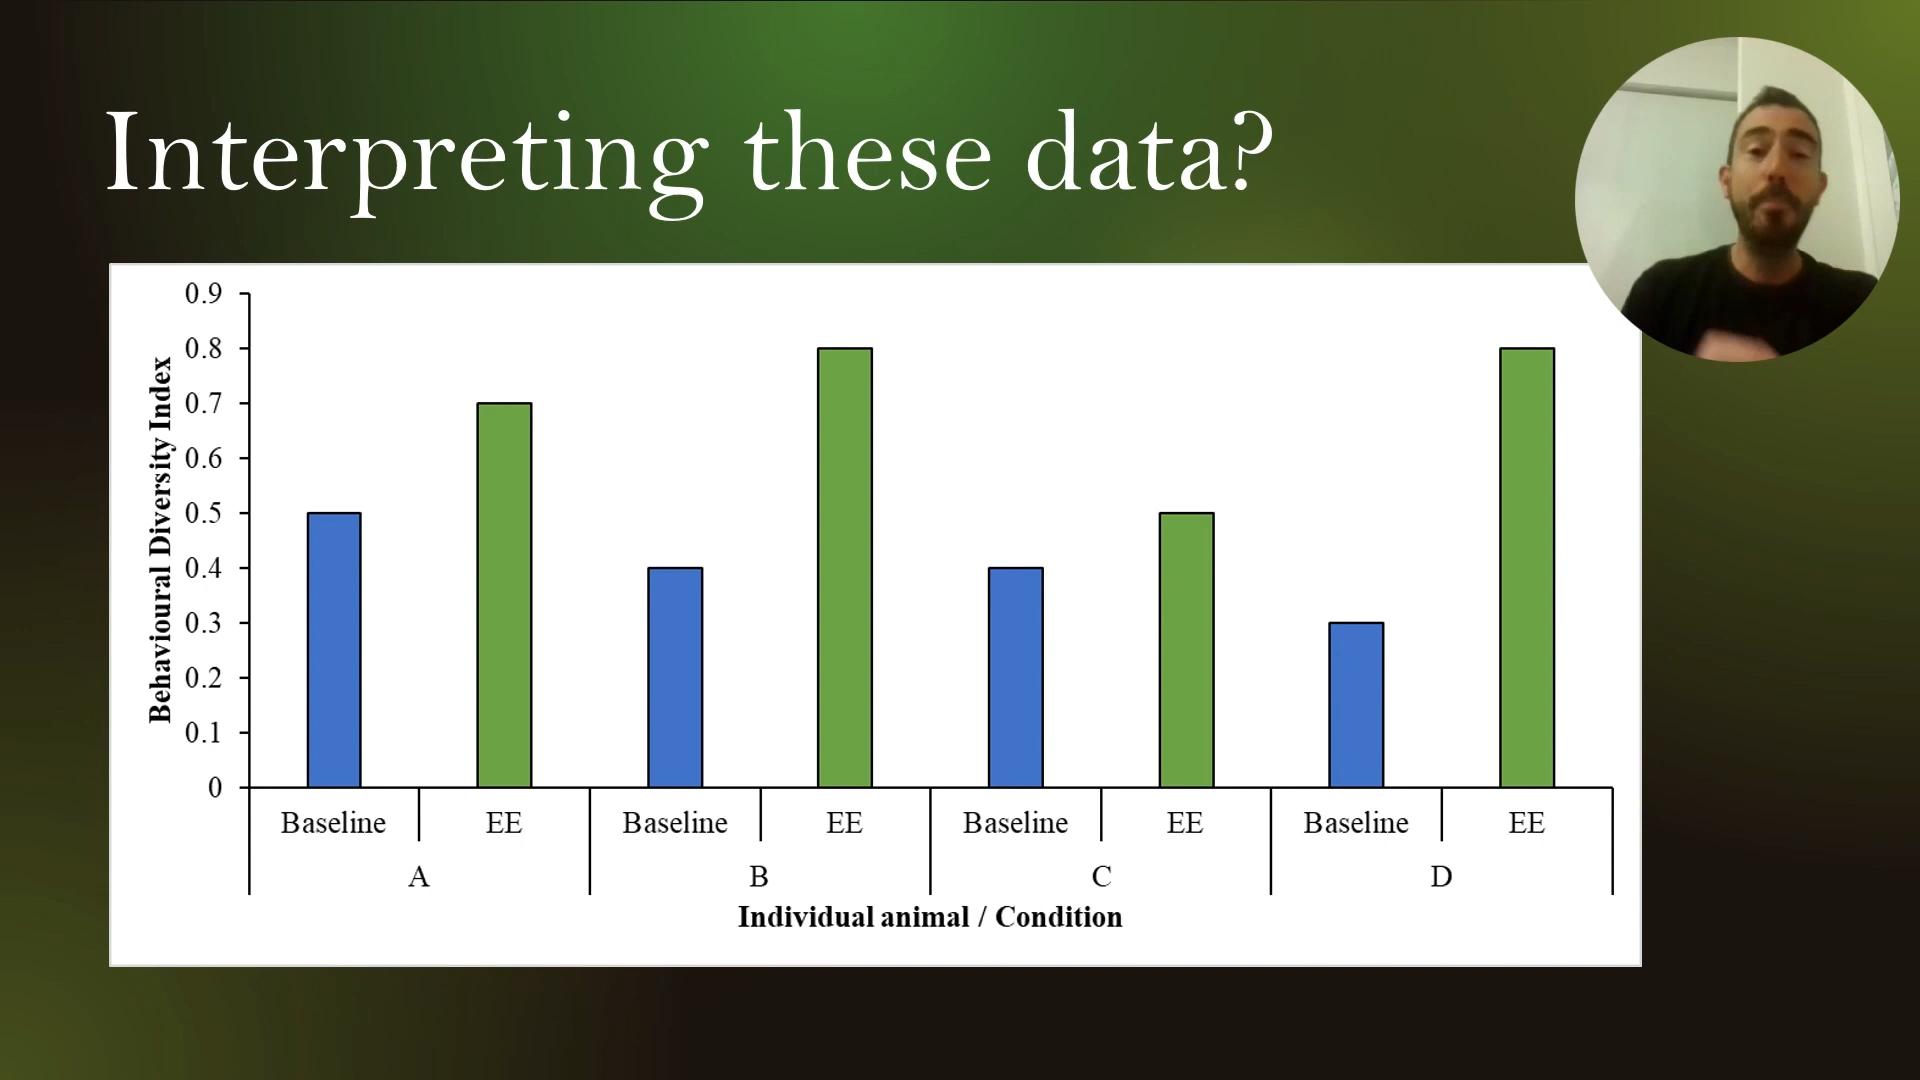 Interpreting these data?
Behavioural Diversity Index
0.9
0.8
0.7
0.6
0.5
0.4
0.3
0.2
0.1
0
Baseline EE Baseline EE Baseline EE Baseline EE
A B C D
Individual animal / Condition